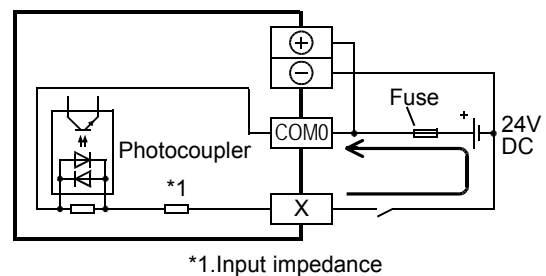 +
−
Fuse
+
COM0
24V
DC
Photocoupler
*1
X
*1.Input impedance